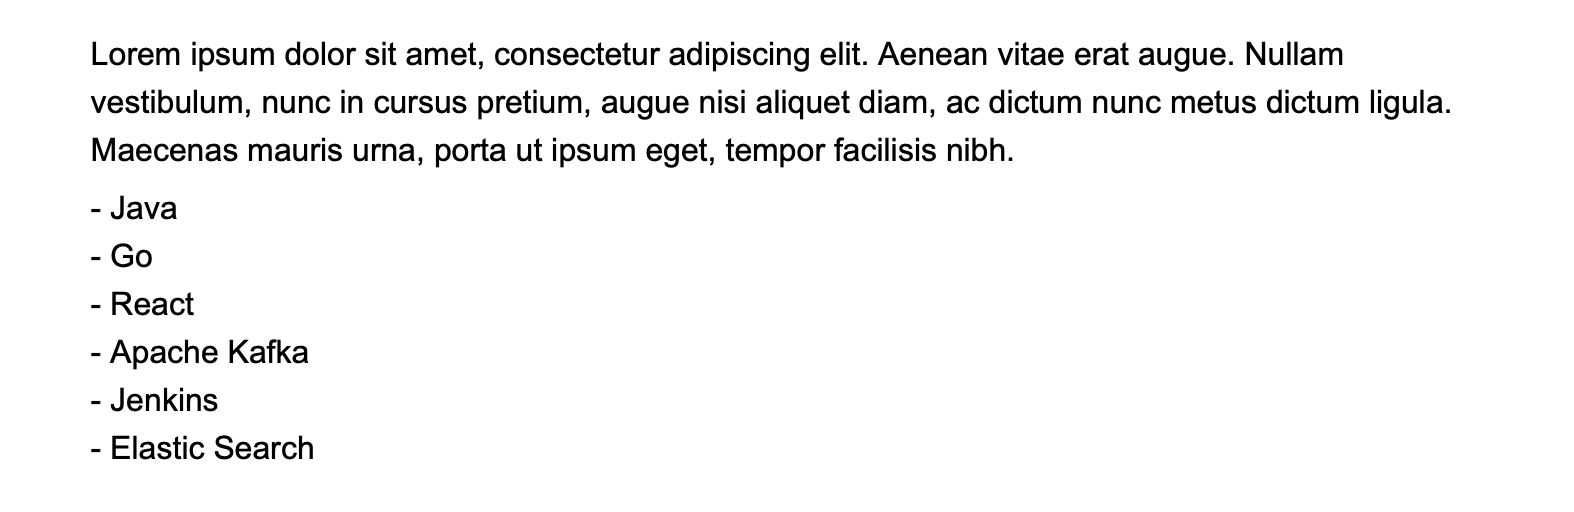 Lorem ipsum dolor sit amet, consectetur adipiscing elit. Aenean vitae erat augue. Nullam
vestibulum, nunc in cursus pretium, augue nisi aliquet diam, ac dictum nunc metus dictum ligula.
Maecenas mauris urna, porta ut ipsum eget, tempor facilisis nibh.
- Java
- Go
- React
- Apache Kafka
- Jenkins
- Elastic Search